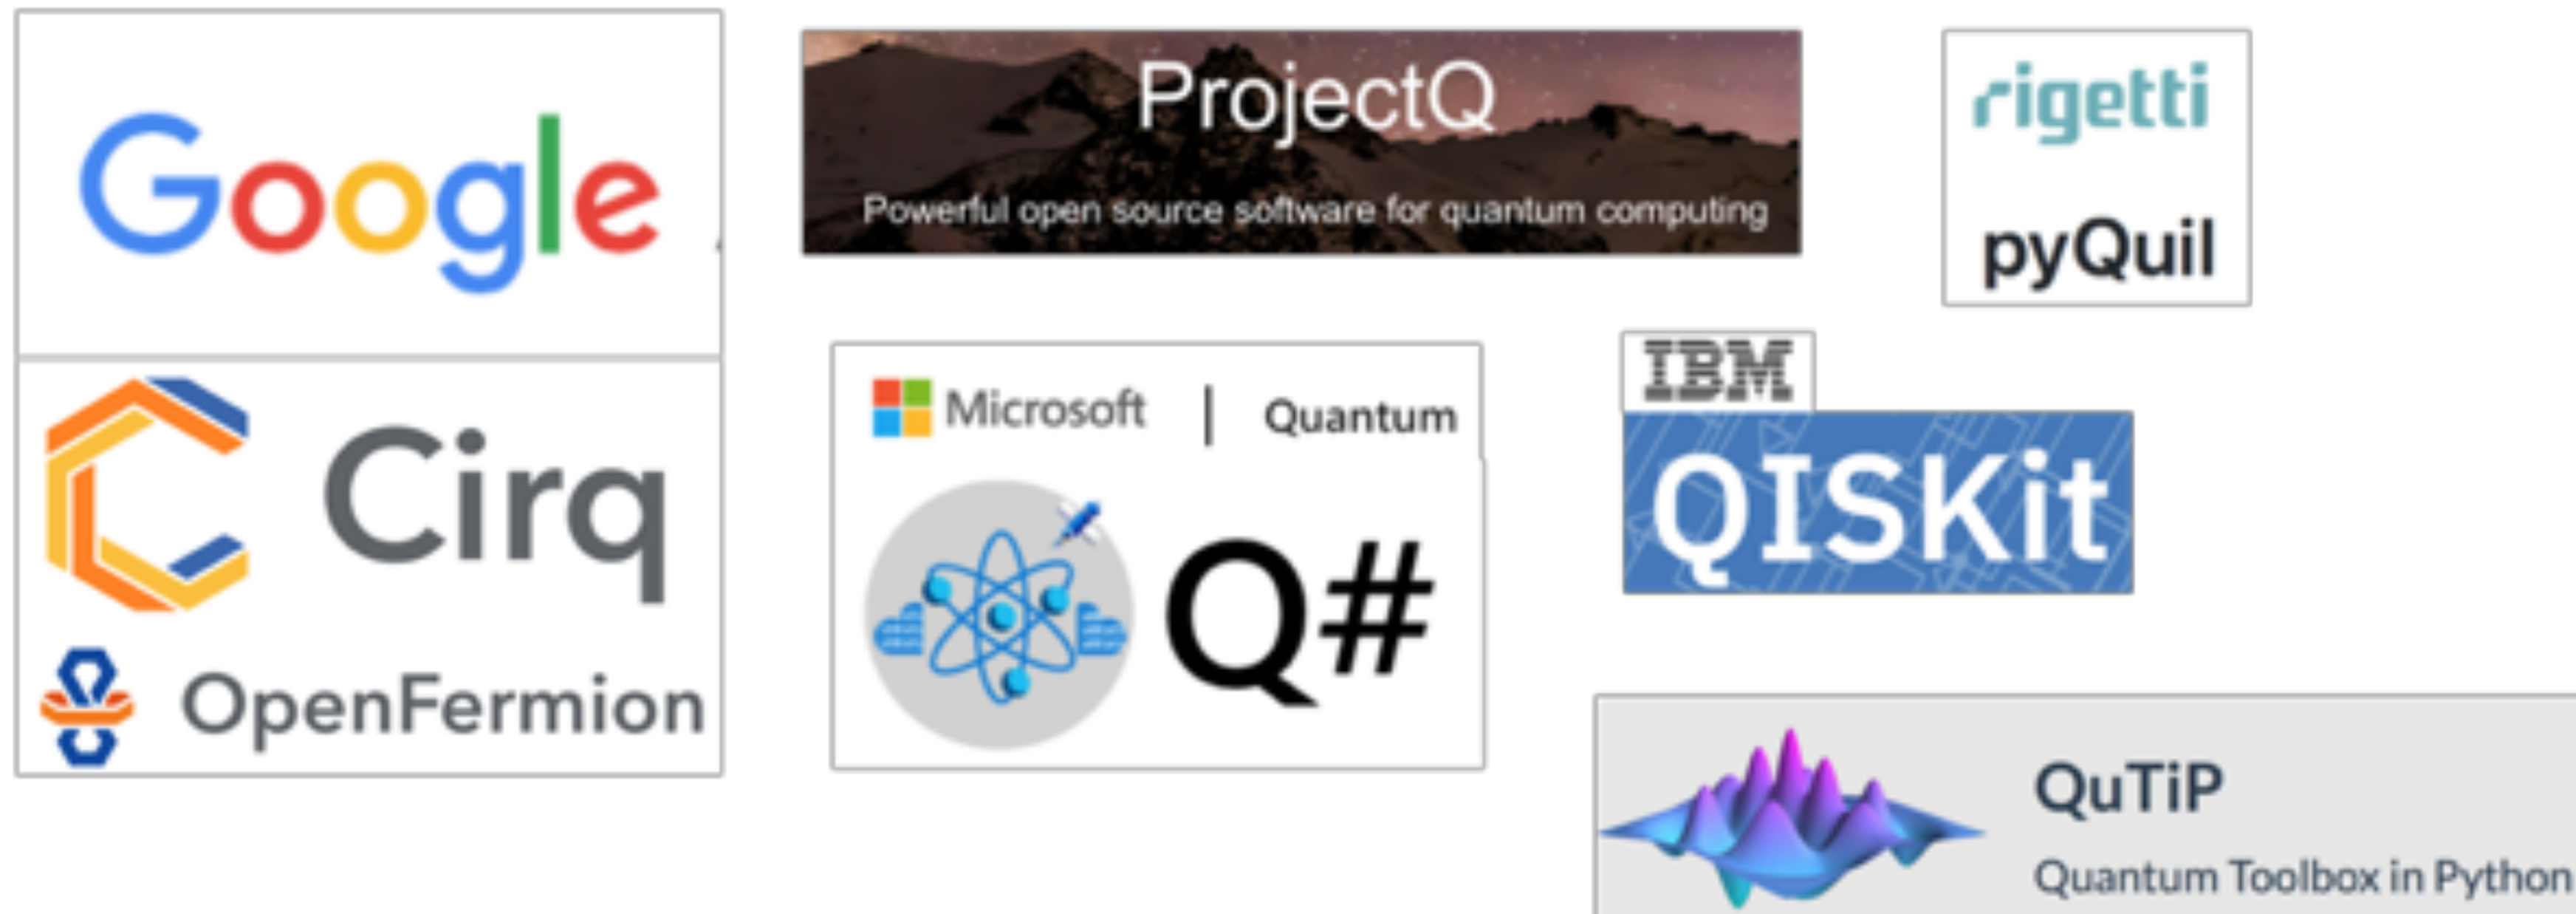 Google
Cirq
OpenFermion
ProjectQ
Powerful open source software for quantum computing
Microsoft | Quantum
Q#
rigetti
pyQuil
IBM
QISKit
QuTiP
Quantum Toolbox in Python